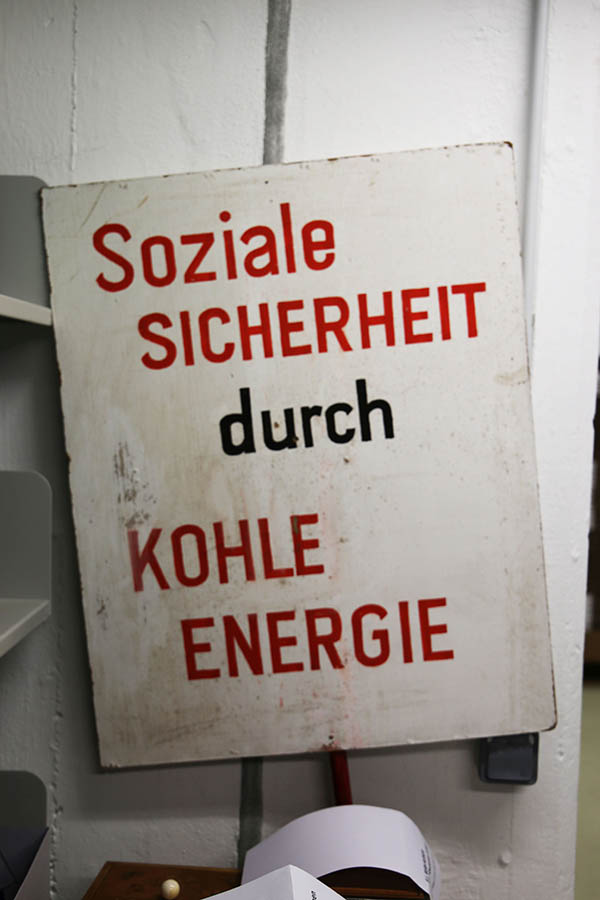 Soziale
SICHERHEIT
durch
KOHLE
ENERGIE